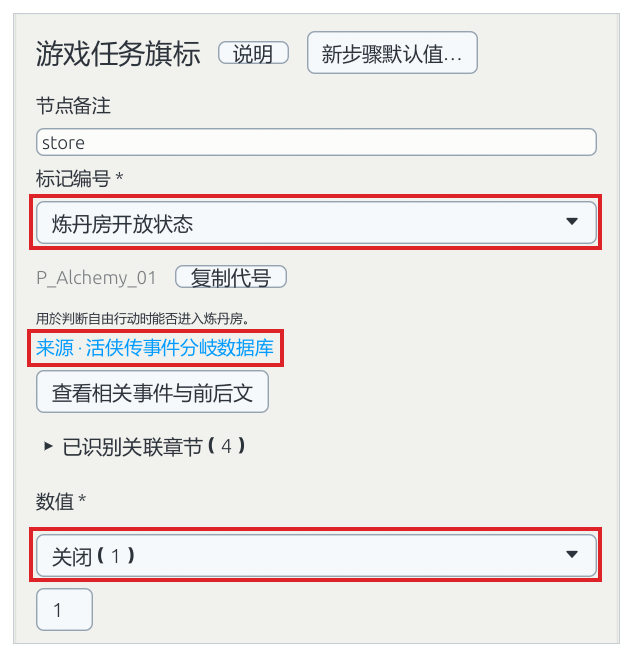 游戏任务旗标 说明 新步骤默认值…
节点备注
store
标记编号 *
炼丹房开放状态
P_Alchemy_01 复制代号
用於判断自由行动时能否进入炼丹房。
来源 · 活侠传事件分歧数据库
查看相关事件与前后文
已识别关联章节（4）
数值 *
关闭（1）
1